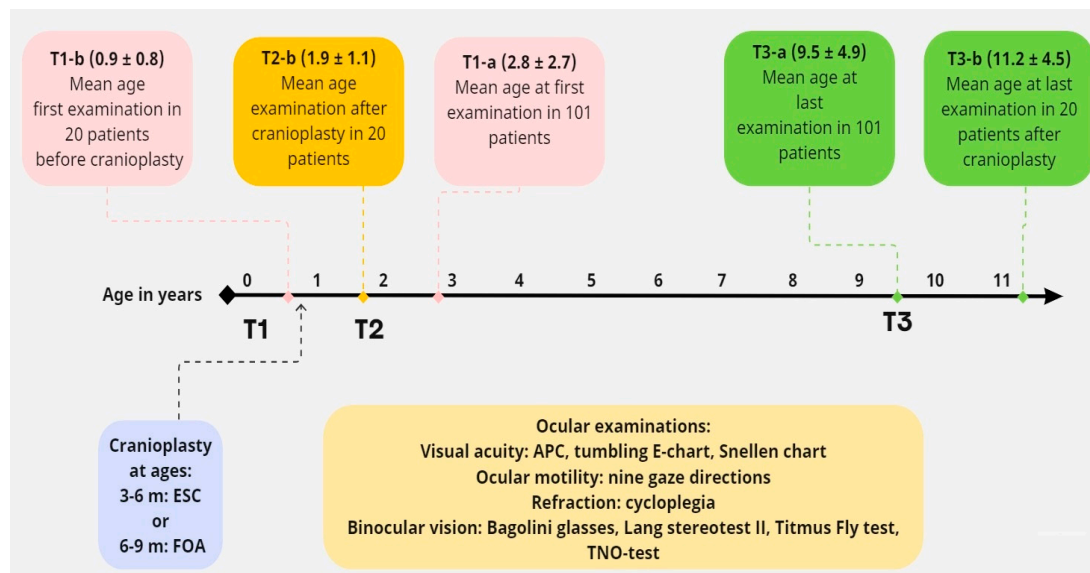 T1-b (0.9 ± 0.8)
Mean age
first examination in
20 patients
before cranioplasty
T2-b (1.9 ± 1.1)
Mean age
examination after
cranioplasty in 20
patients
T1-a (2.8 ± 2.7)
Mean age at first
examination in 101
patients
T3-a (9.5 ± 4.9)
Mean age at
last
examination in 101
patients
T3-b (11.2 ± 4.5)
Mean age at last
examination in 20
patients after
cranioplasty
Age in years
0 1 2 3 4 5 6 7 8 9 10 11
T1 T2 T3
Cranioplasty
at ages:
3-6 m: ESC
or
6-9 m: FOA
Ocular examinations:
Visual acuity: APC, tumbling E-chart, Snellen chart
Ocular motility: nine gaze directions
Refraction: cycloplegia
Binocular vision: Bagolini glasses, Lang stereotest II, Titmus Fly test,
TNO-test